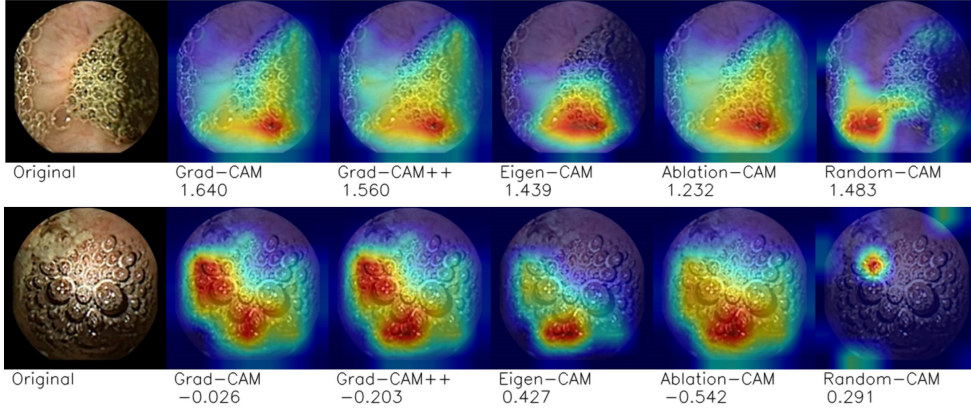 Original Grad-CAM Grad-CAM++ Eigen-CAM Ablation-CAM Random-CAM
1.640 1.560 1.439 1.232 1.483
Original Grad-CAM Grad-CAM++ Eigen-CAM Ablation-CAM Random-CAM
-0.026 -0.203 0.427 -0.542 0.291